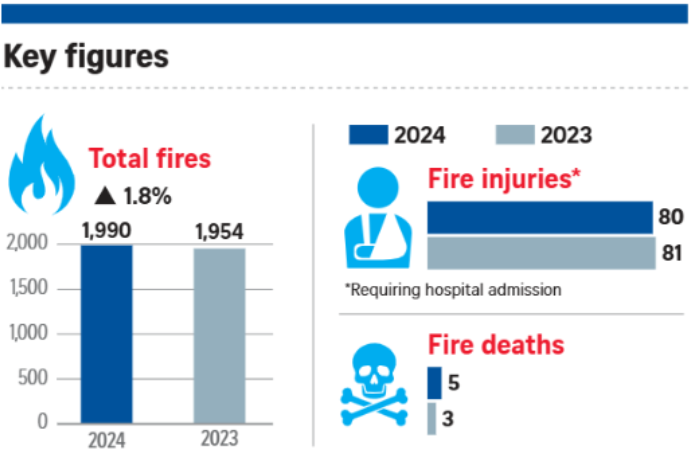 Key figures
Total fires
▲ 1.8%
1,990 1,954
2,000
1,500
1,000
500
0
2024 2023
2024 2023
Fire injuries*
80
81
*Requiring hospital admission
Fire deaths
5
3